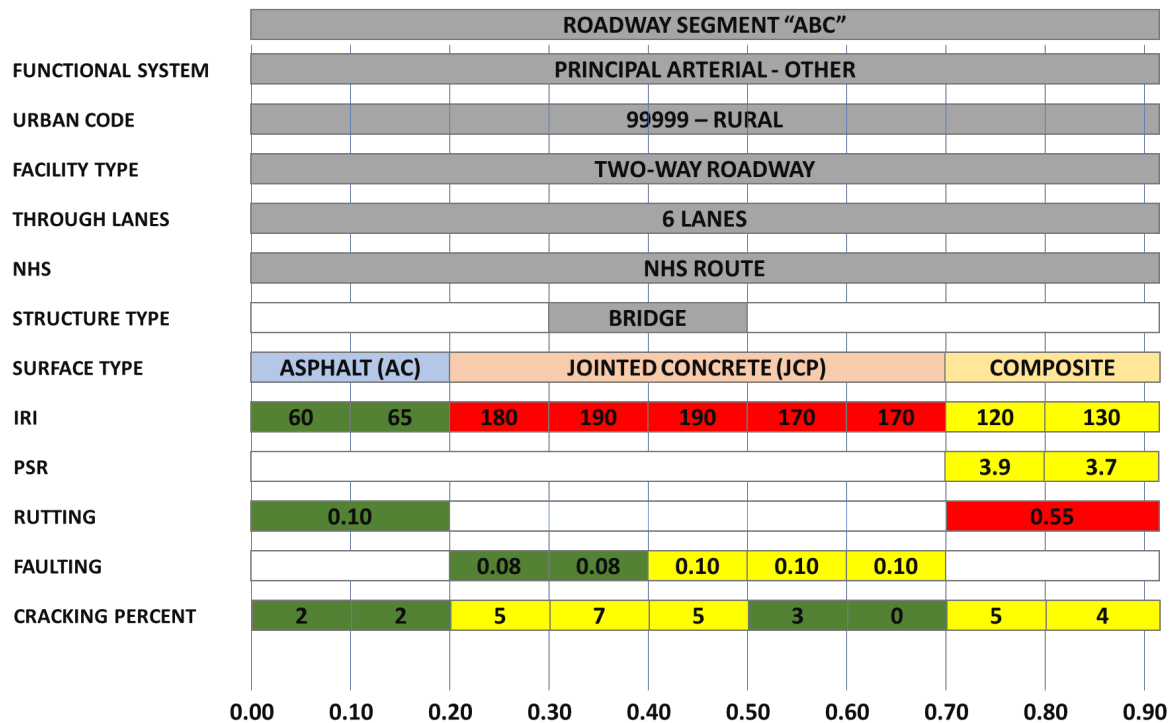 ROADWAY SEGMENT “ABC”
FUNCTIONAL SYSTEM PRINCIPAL ARTERIAL - OTHER
URBAN CODE 99999 – RURAL
FACILITY TYPE TWO-WAY ROADWAY
THROUGH LANES 6 LANES
NHS NHS ROUTE
STRUCTURE TYPE BRIDGE
SURFACE TYPE ASPHALT (AC) JOINTED CONCRETE (JCP) COMPOSITE
IRI 60 65 180 190 190 170 170 120 130
PSR 3.9 3.7
RUTTING 0.10 0.55
FAULTING 0.08 0.08 0.10 0.10 0.10
CRACKING PERCENT 2 2 5 7 5 3 0 5 4
0.00 0.10 0.20 0.30 0.40 0.50 0.60 0.70 0.80 0.90